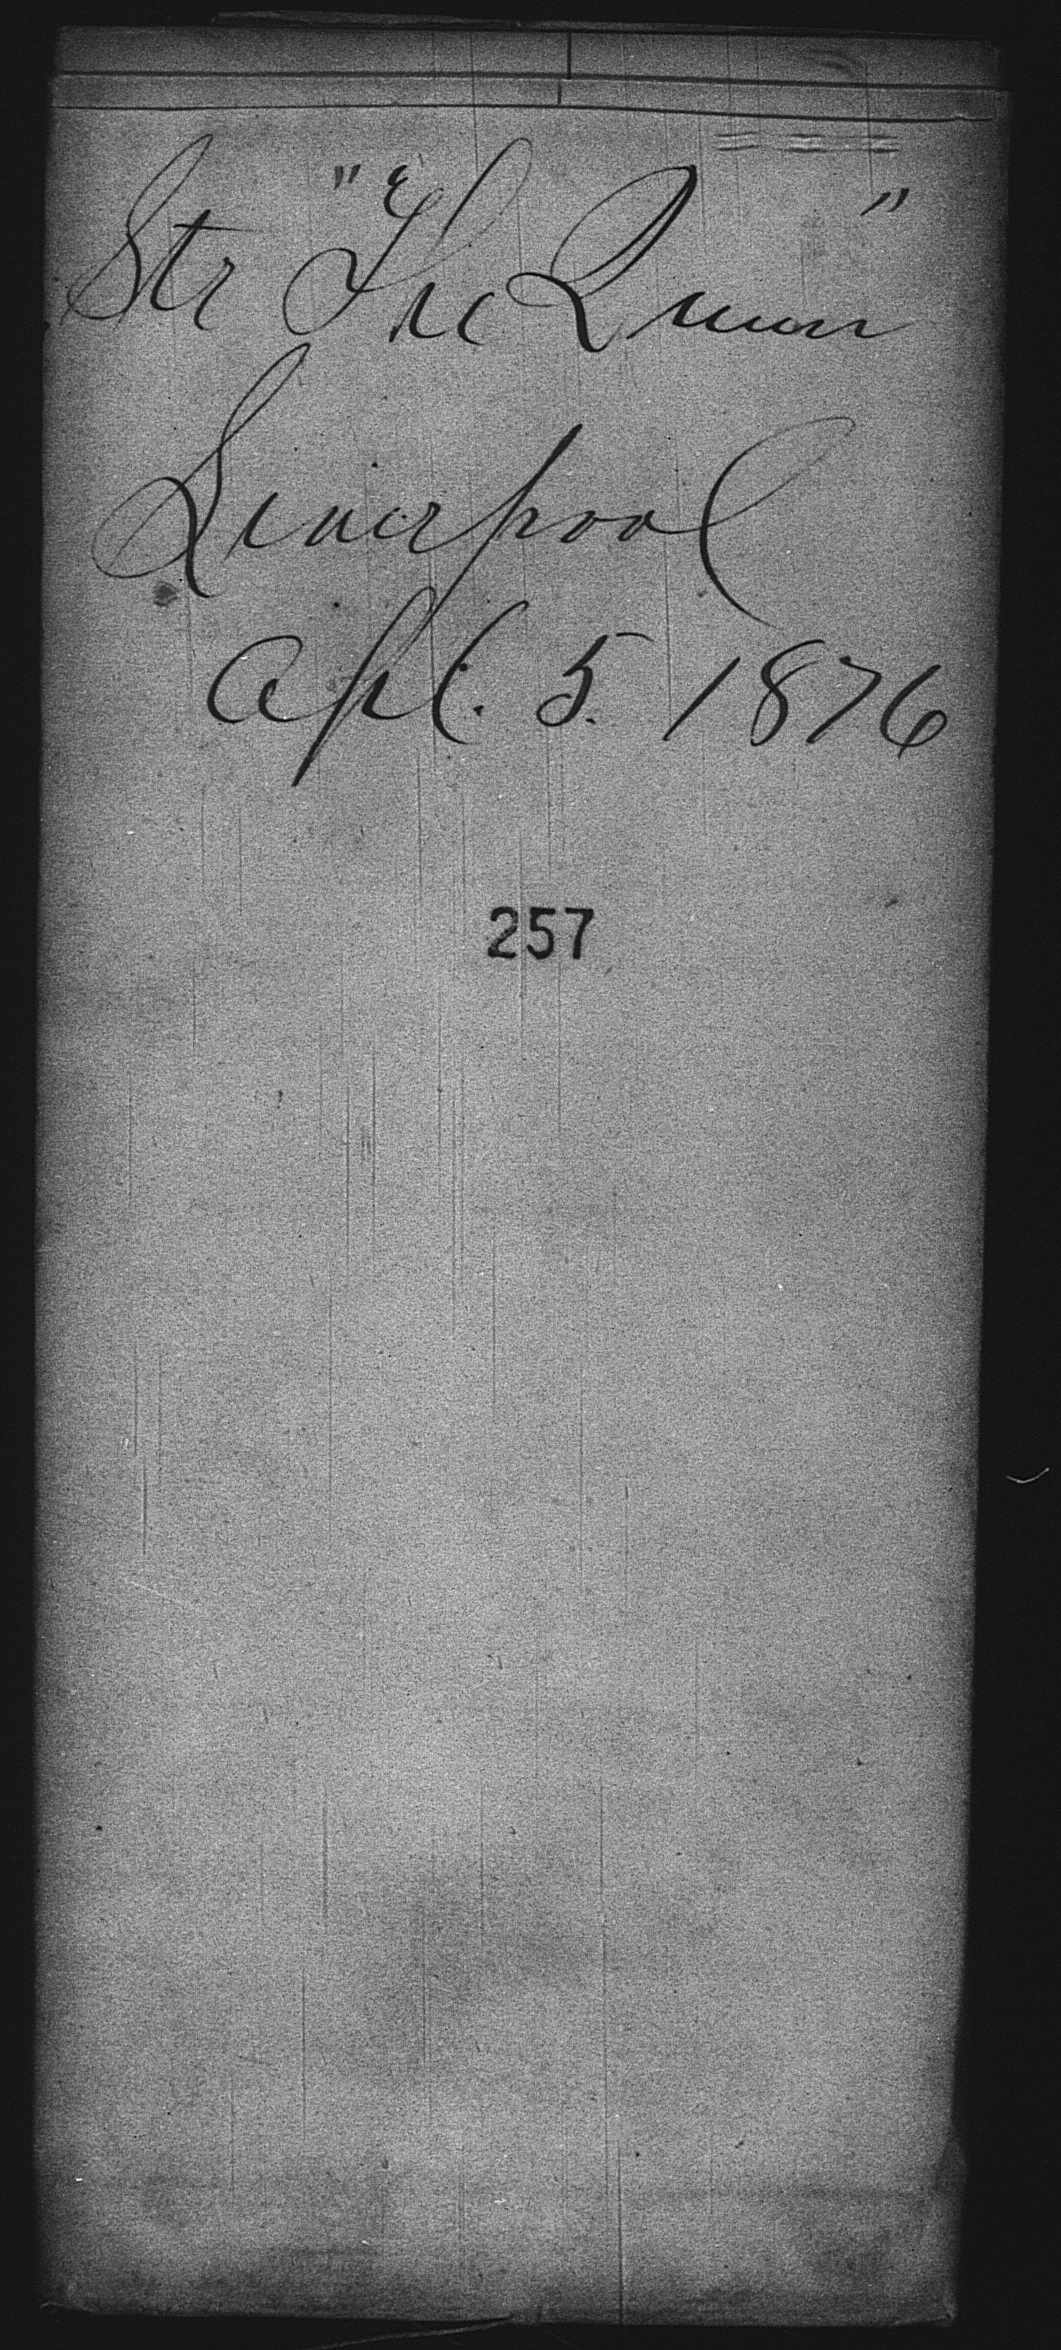 Str "The Queen"
Liverpool
Apl. 5. 1876
257